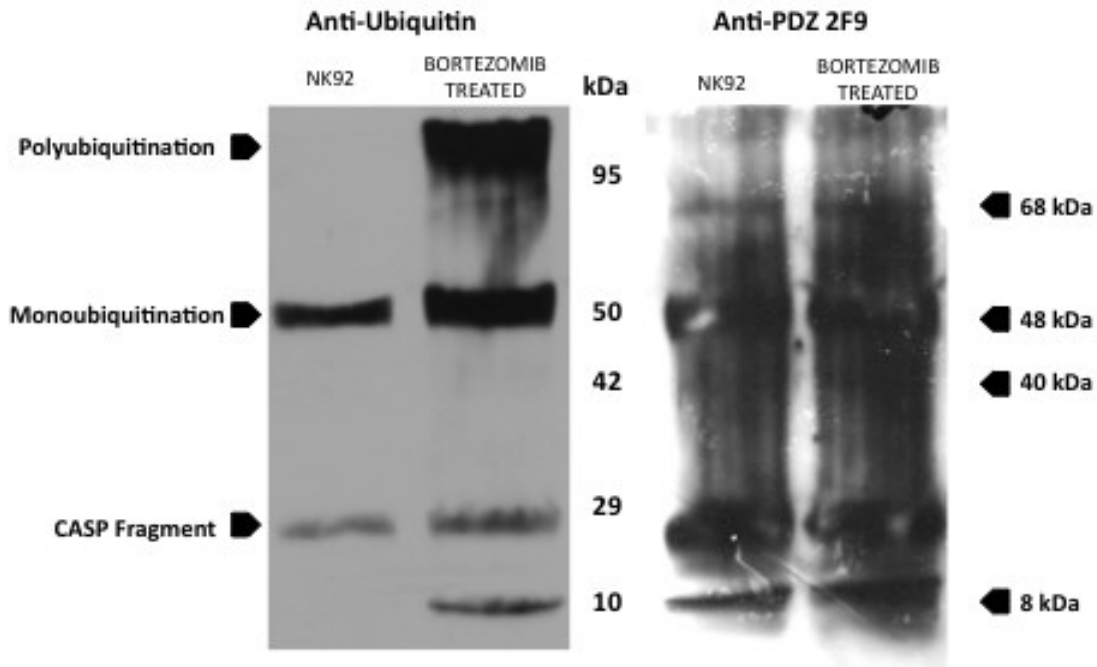 Anti-Ubiquitin
Anti-PDZ 2F9
NK92
BORTEZOMIB
TREATED
kDa
NK92
BORTEZOMIB
TREATED
Polyubiquitination
95
68 kDa
Monoubiquitination
50
48 kDa
42
40 kDa
CASP Fragment
29
10
8 kDa